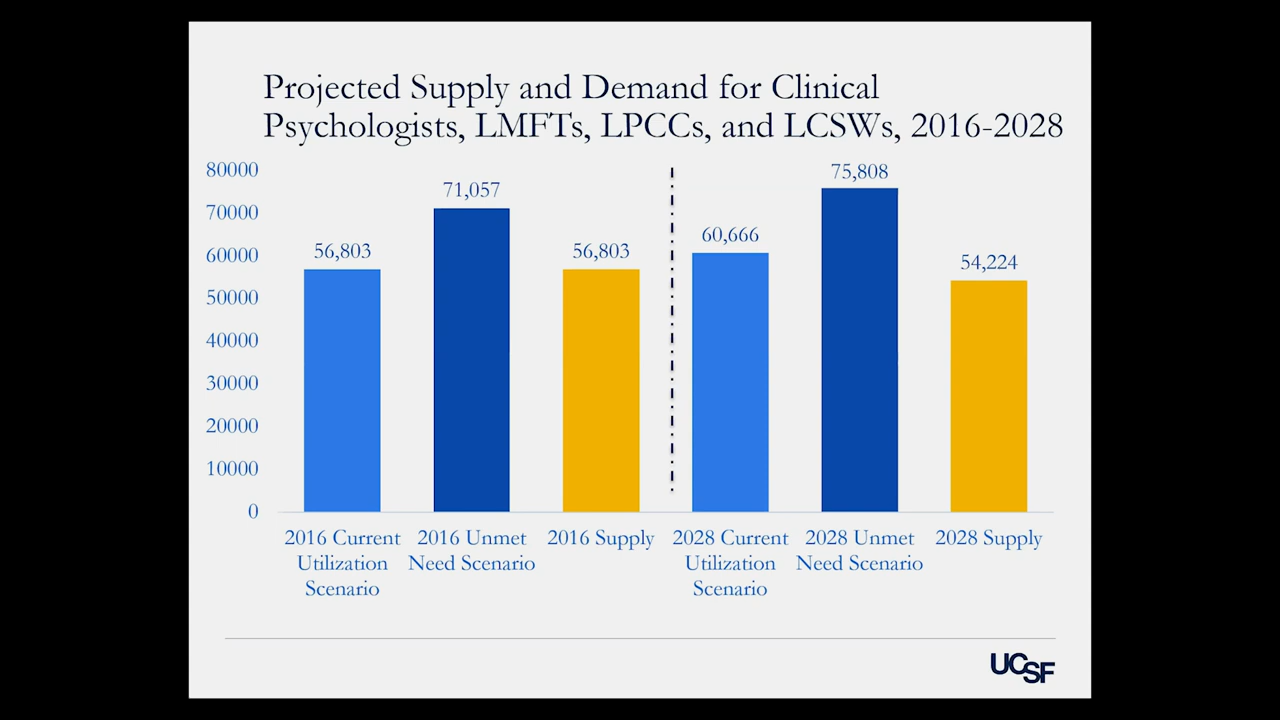 Projected Supply and Demand for Clinical
Psychologists, LMFTs, LPCCs, and LCSWs, 2016-2028
80000
70000
60000
50000
40000
30000
20000
10000
0
56,803
71,057
56,803
60,666
75,808
54,224
2016 Current
Utilization
Scenario
2016 Unmet
Need Scenario
2016 Supply
2028 Current
Utilization
Scenario
2028 Unmet
Need Scenario
2028 Supply
UCSF